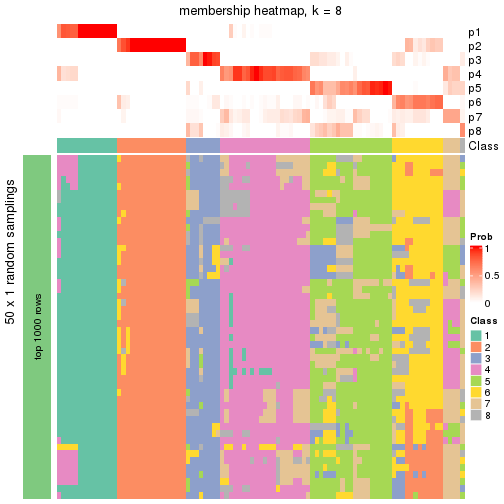 membership heatmap, k = 8
p1
p2
p3
p4
p5
p6
p7
p8
Class
50 x 1 random samplings
top 1000 rows
Prob
1
0.5
0
Class
1
2
3
4
5
6
7
8